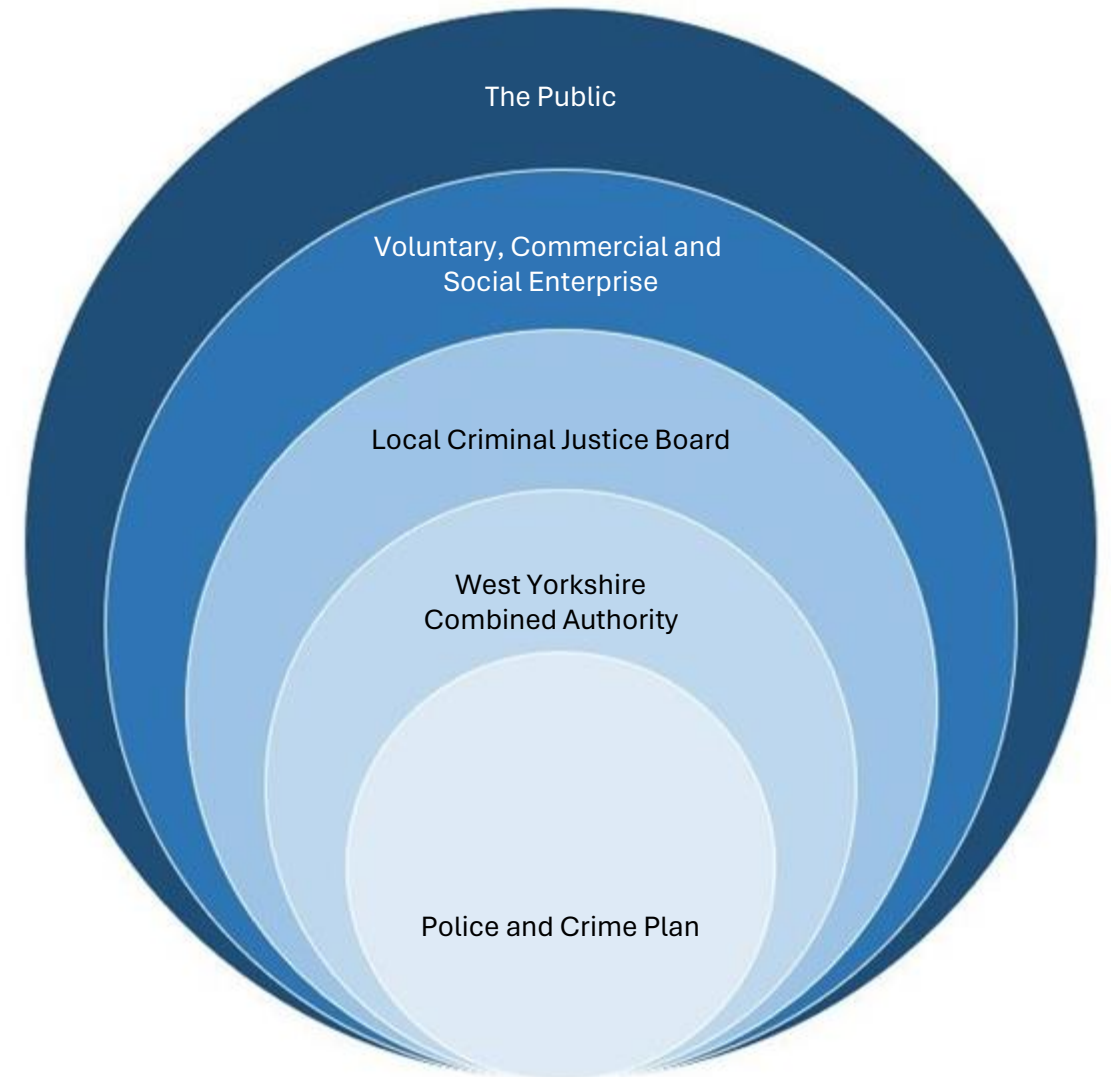 The Public
Voluntary, Commercial and
Social Enterprise
Local Criminal Justice Board
West Yorkshire
Combined Authority
Police and Crime Plan